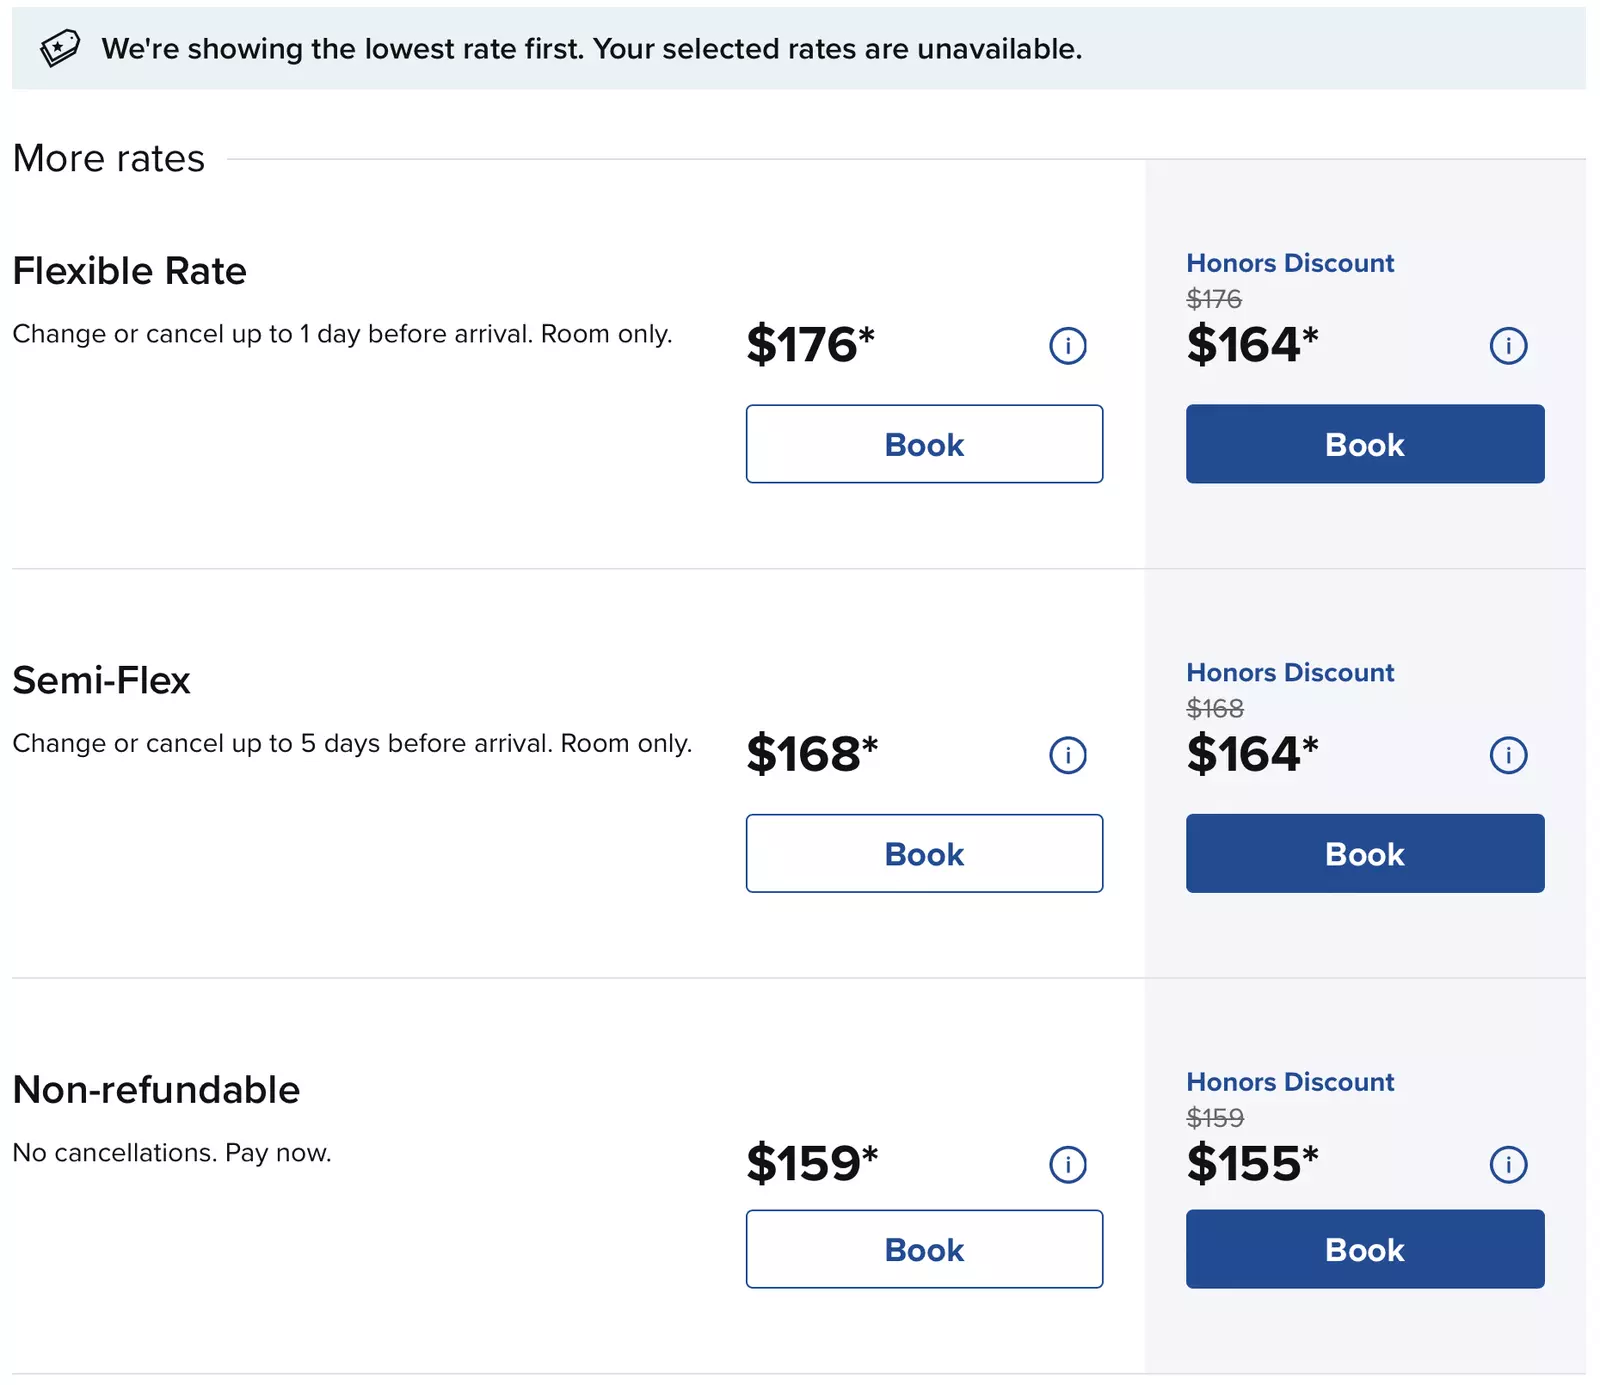 We're showing the lowest rate first. Your selected rates are unavailable.
More rates
Flexible Rate
Change or cancel up to 1 day before arrival. Room only.
$176*
Book
Honors Discount
$176
$164*
Book
Semi-Flex
Change or cancel up to 5 days before arrival. Room only.
$168*
Book
Honors Discount
$168
$164*
Book
Non-refundable
No cancellations. Pay now.
$159*
Book
Honors Discount
$159
$155*
Book